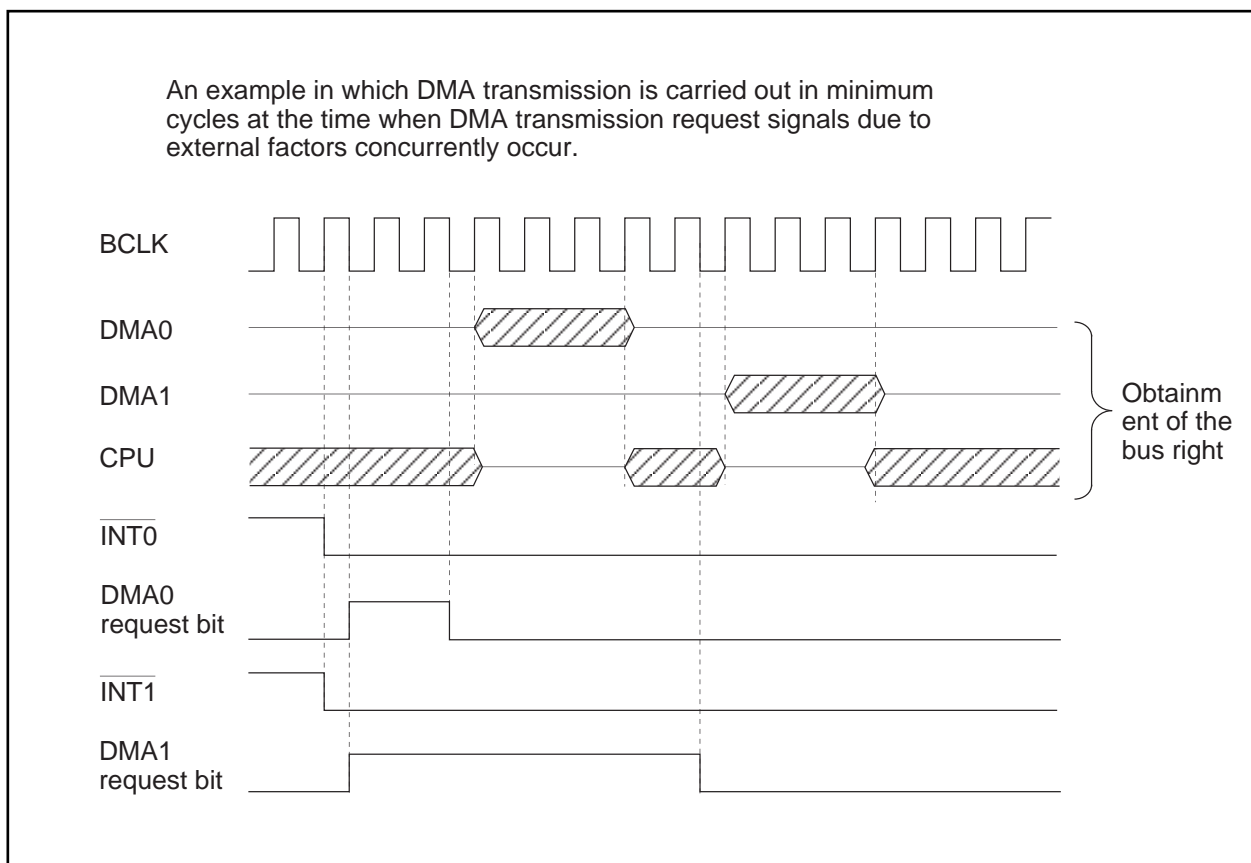 An example in which DMA transmission is carried out in minimum
cycles at the time when DMA transmission request signals due to
external factors concurrently occur.
BCLK
DMA0
DMA1
CPU
Obtainm
ent of the
bus right
INT0
DMA0
request bit
INT1
DMA1
request bit